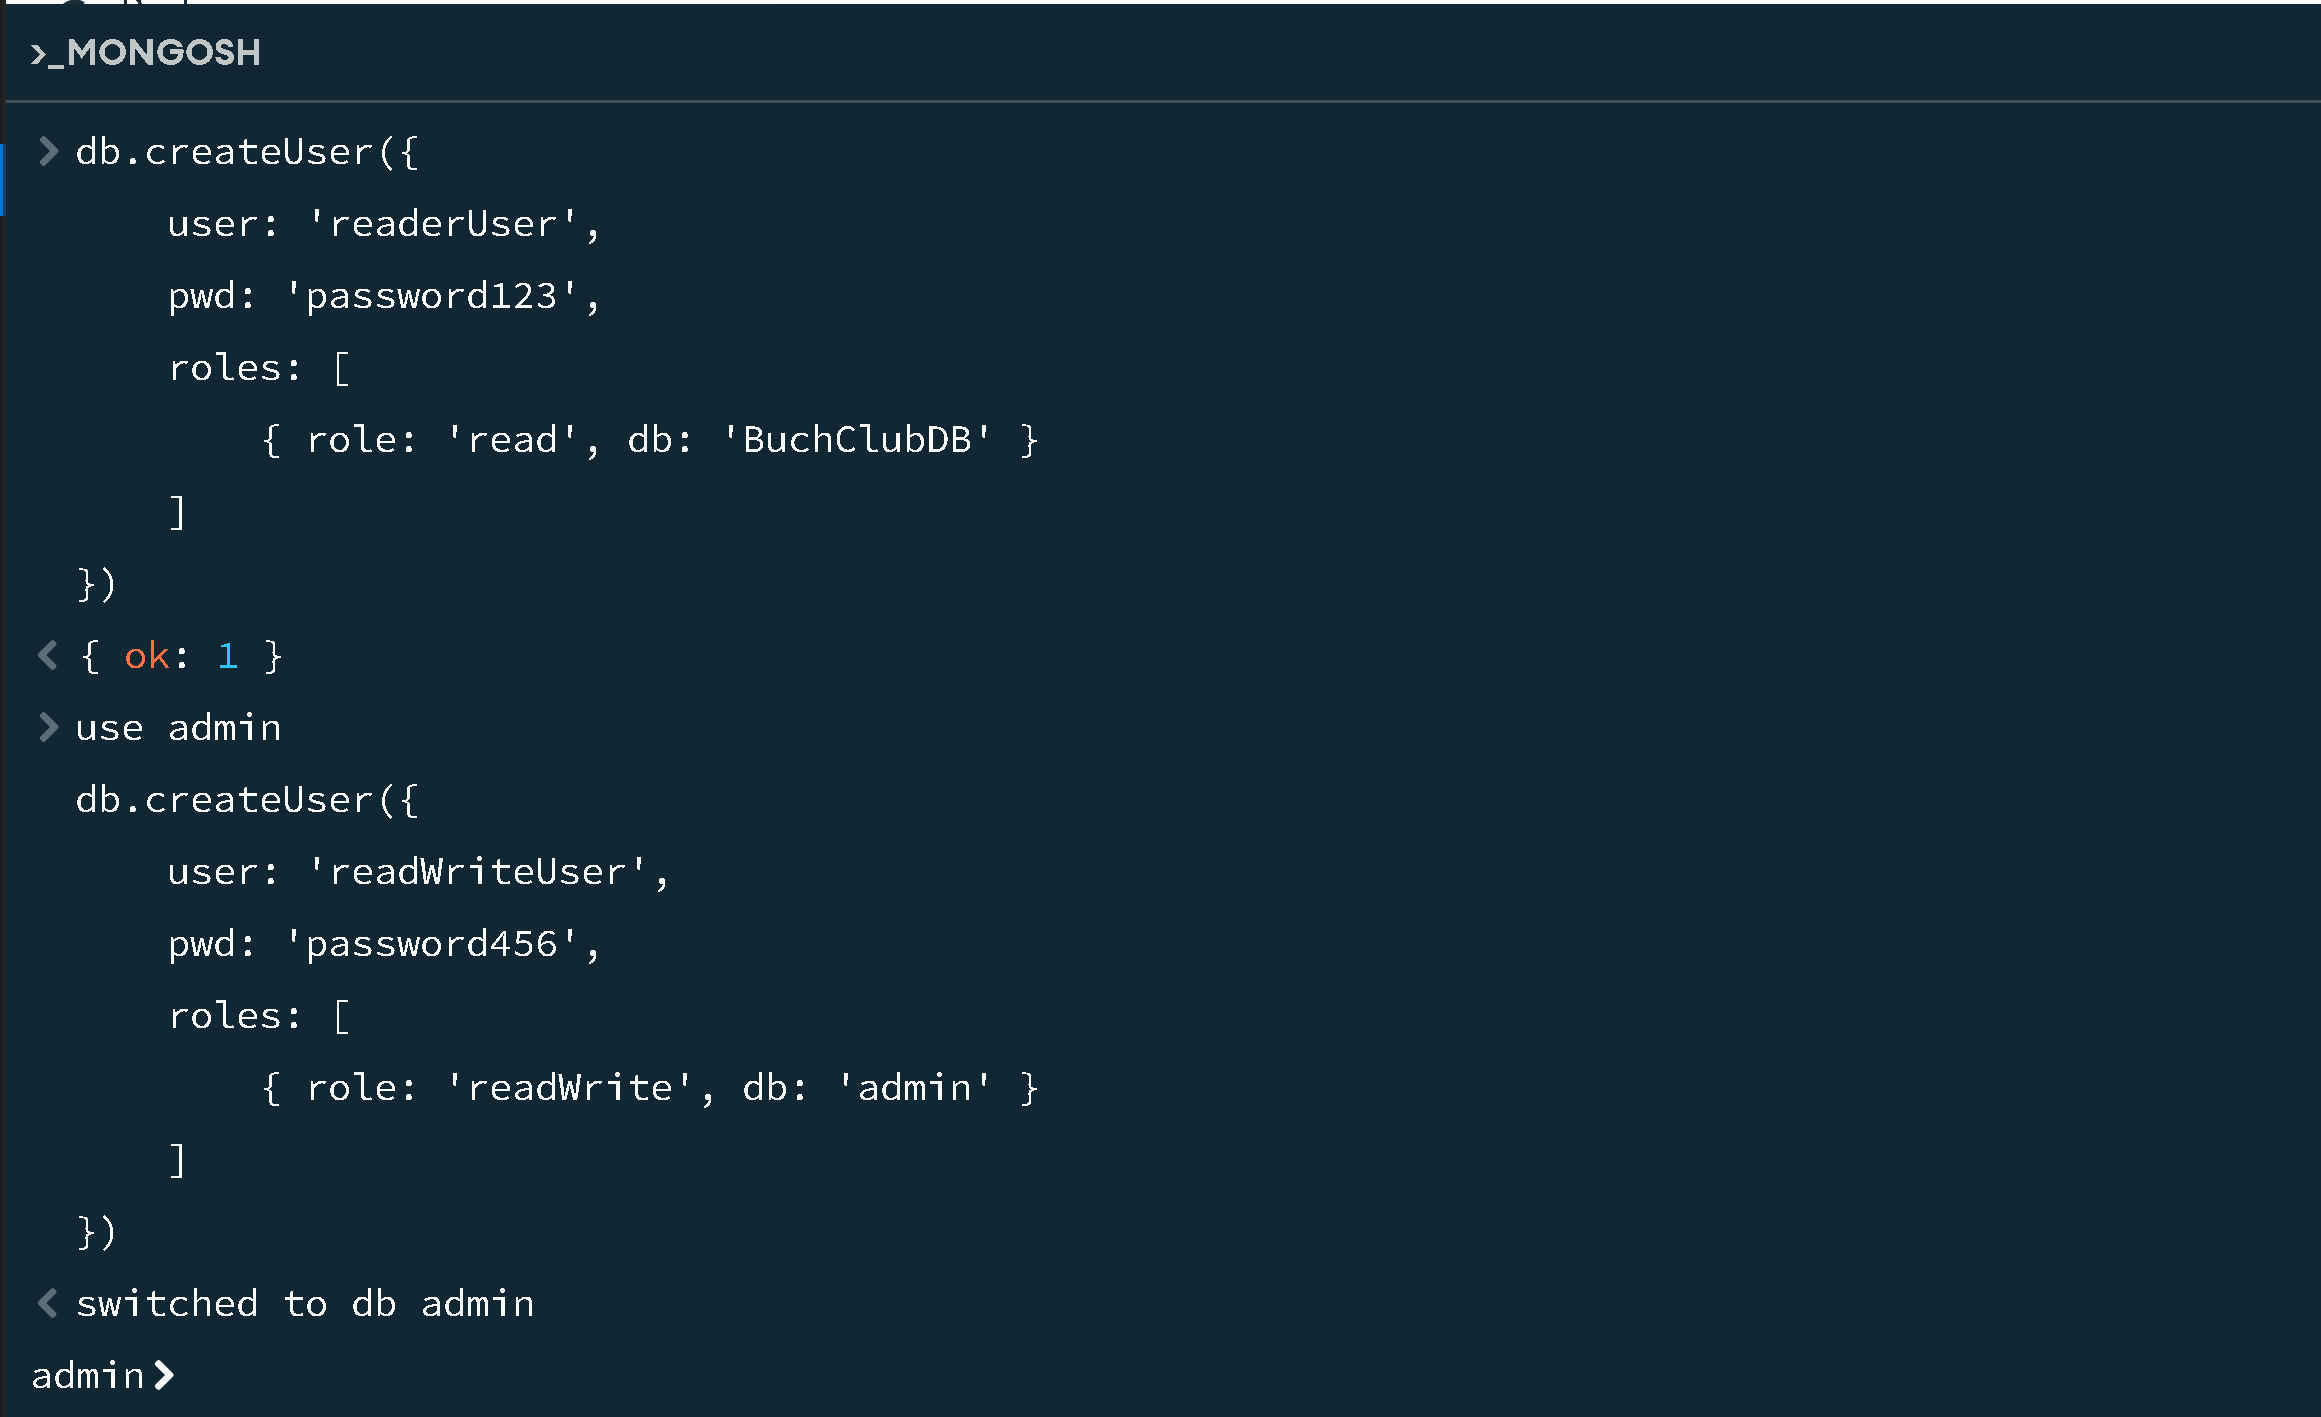 >_MONGOSH
> db.createUser({
user: 'readerUser',
pwd: 'password123',
roles: [
{ role: 'read', db: 'BuchClubDB' }
]
})
< { ok: 1 }
> use admin
db.createUser({
user: 'readWriteUser',
pwd: 'password456',
roles: [
{ role: 'readWrite', db: 'admin' }
]
})
< switched to db admin
admin>